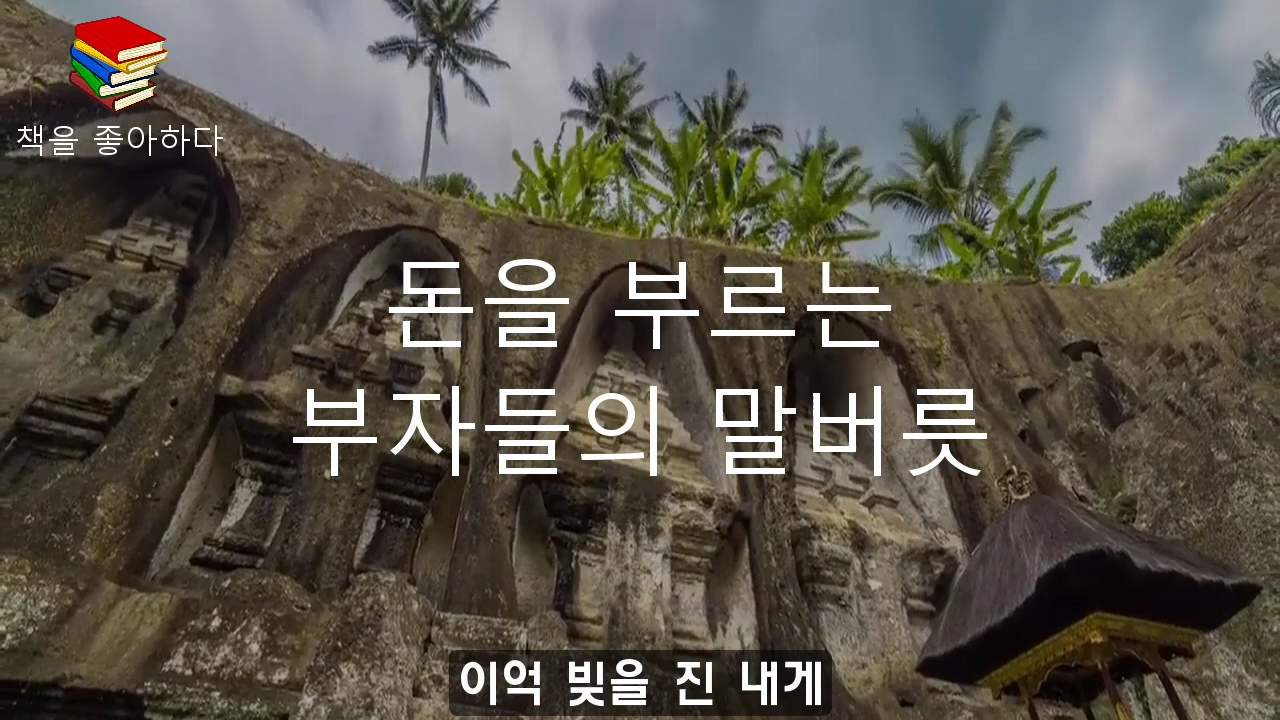 책을 좋아하다
돈을 부르는
부자들의 말버릇
이억 빚을 진 내게